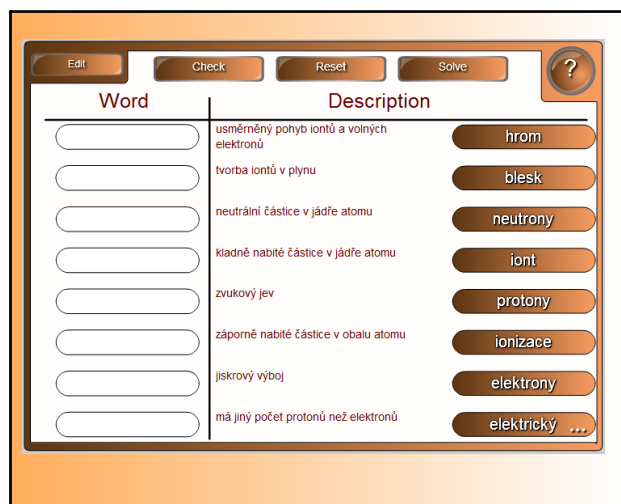 Edit
Check
Reset
Solve
?
Word
Description
usměrněný pohyb iontů a volných
elektronů
hrom
tvorba iontů v plynu
blesk
neutrální částice v jádře atomu
neutrony
kladně nabité částice v jádře atomu
iont
zvukový jev
protony
záporně nabité částice v obalu atomu
ionizace
jiskrový výboj
elektrony
má jiný počet protonů než elektronů
elektrický ...